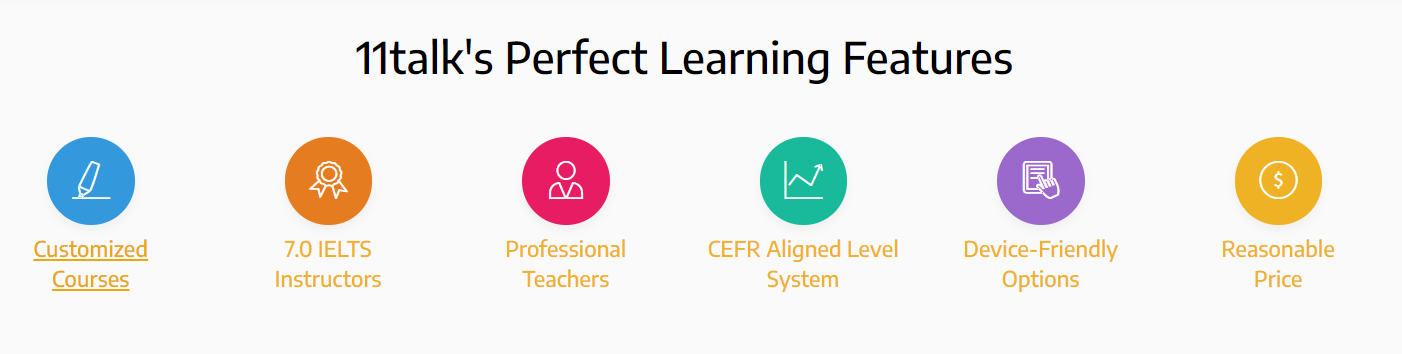 11talk's Perfect Learning Features
Customized
Courses
7.0 IELTS
Instructors
Professional
Teachers
CEFR Aligned Level
System
Device-Friendly
Options
Reasonable
Price